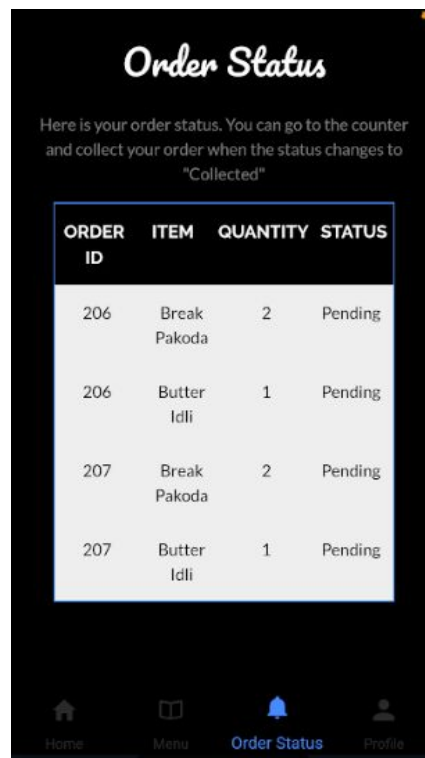 Order Status
Here is your order status. You can go to the counter
and collect your order when the status changes to
"Collected"
ORDER ID ITEM QUANTITY STATUS
206 Break Pakoda 2 Pending
206 Butter Idli 1 Pending
207 Break Pakoda 2 Pending
207 Butter Idli 1 Pending
Home Menu Order Status Profile